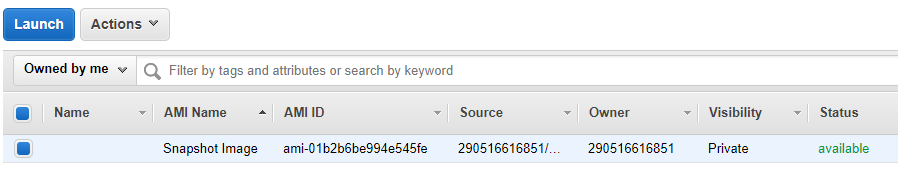 Launch Actions
Owned by me Filter by tags and attributes or search by keyword
Name AMI Name AMI ID Source Owner Visibility Status
Snapshot Image ami-01b2b6be994e545fe 290516616851/... 290516616851 Private available